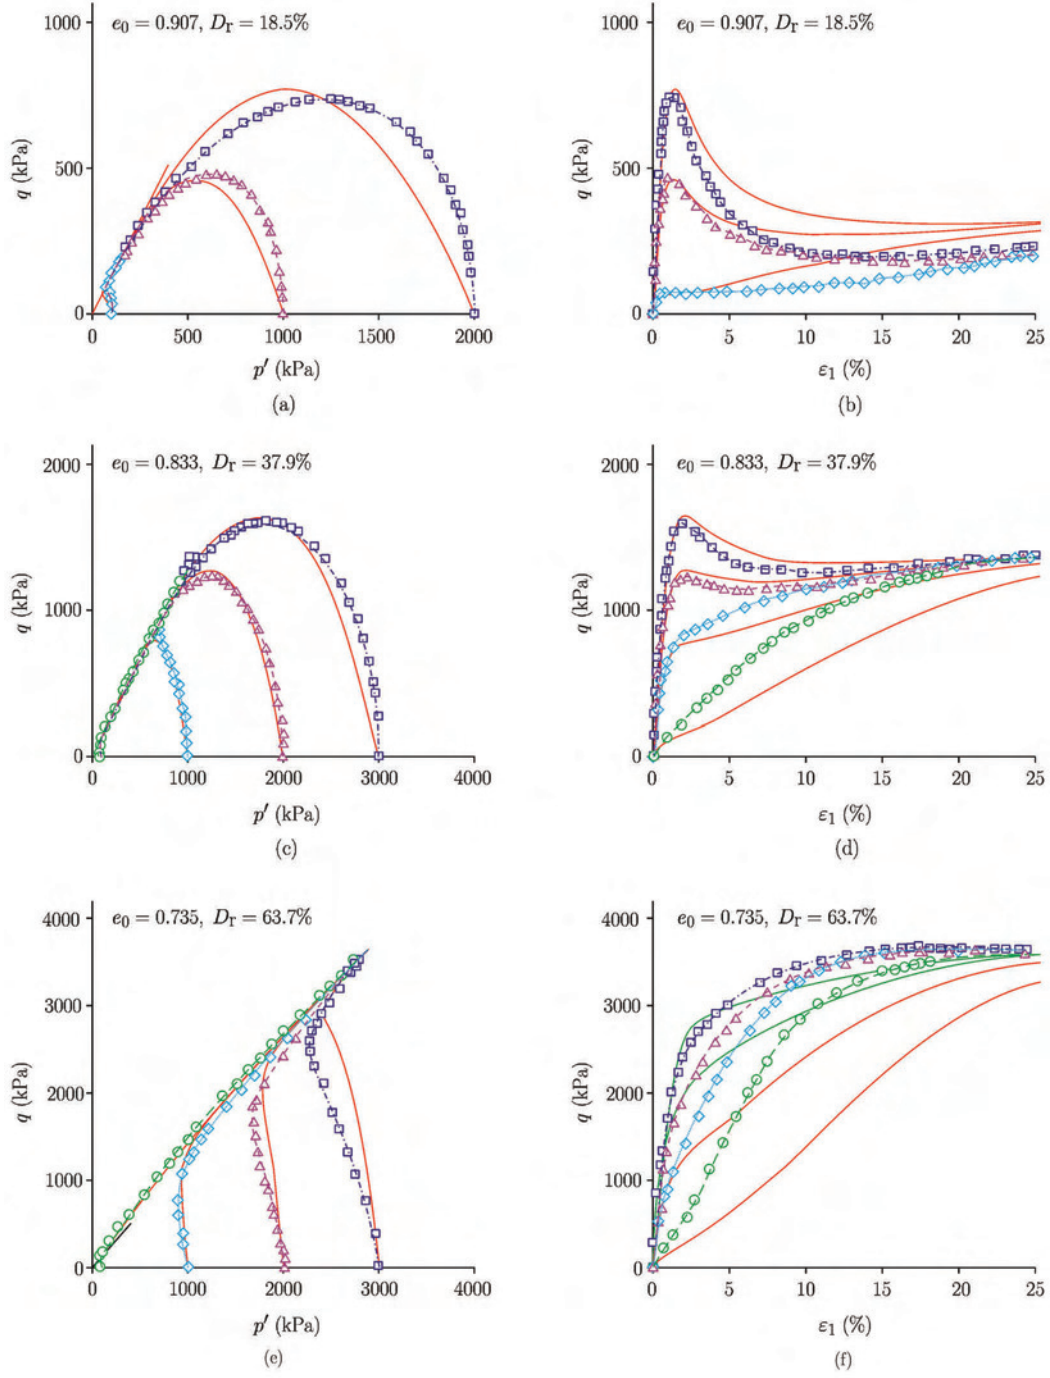 1000
e₀ = 0.907, Dr = 18.5%
500
0
q (kPa)
0 500 1000 1500 2000
p′ (kPa)
(a)
1000
e₀ = 0.907, Dr = 18.5%
500
0
q (kPa)
0 5 10 15 20 25
ε₁ (%)
(b)
2000
e₀ = 0.833, Dr = 37.9%
1000
0
q (kPa)
0 1000 2000 3000 4000
p′ (kPa)
(c)
2000
e₀ = 0.833, Dr = 37.9%
1000
0
q (kPa)
0 5 10 15 20 25
ε₁ (%)
(d)
4000
e₀ = 0.735, Dr = 63.7%
3000
2000
1000
0
q (kPa)
0 1000 2000 3000 4000
p′ (kPa)
(e)
4000
e₀ = 0.735, Dr = 63.7%
3000
2000
1000
0
q (kPa)
0 5 10 15 20 25
ε₁ (%)
(f)